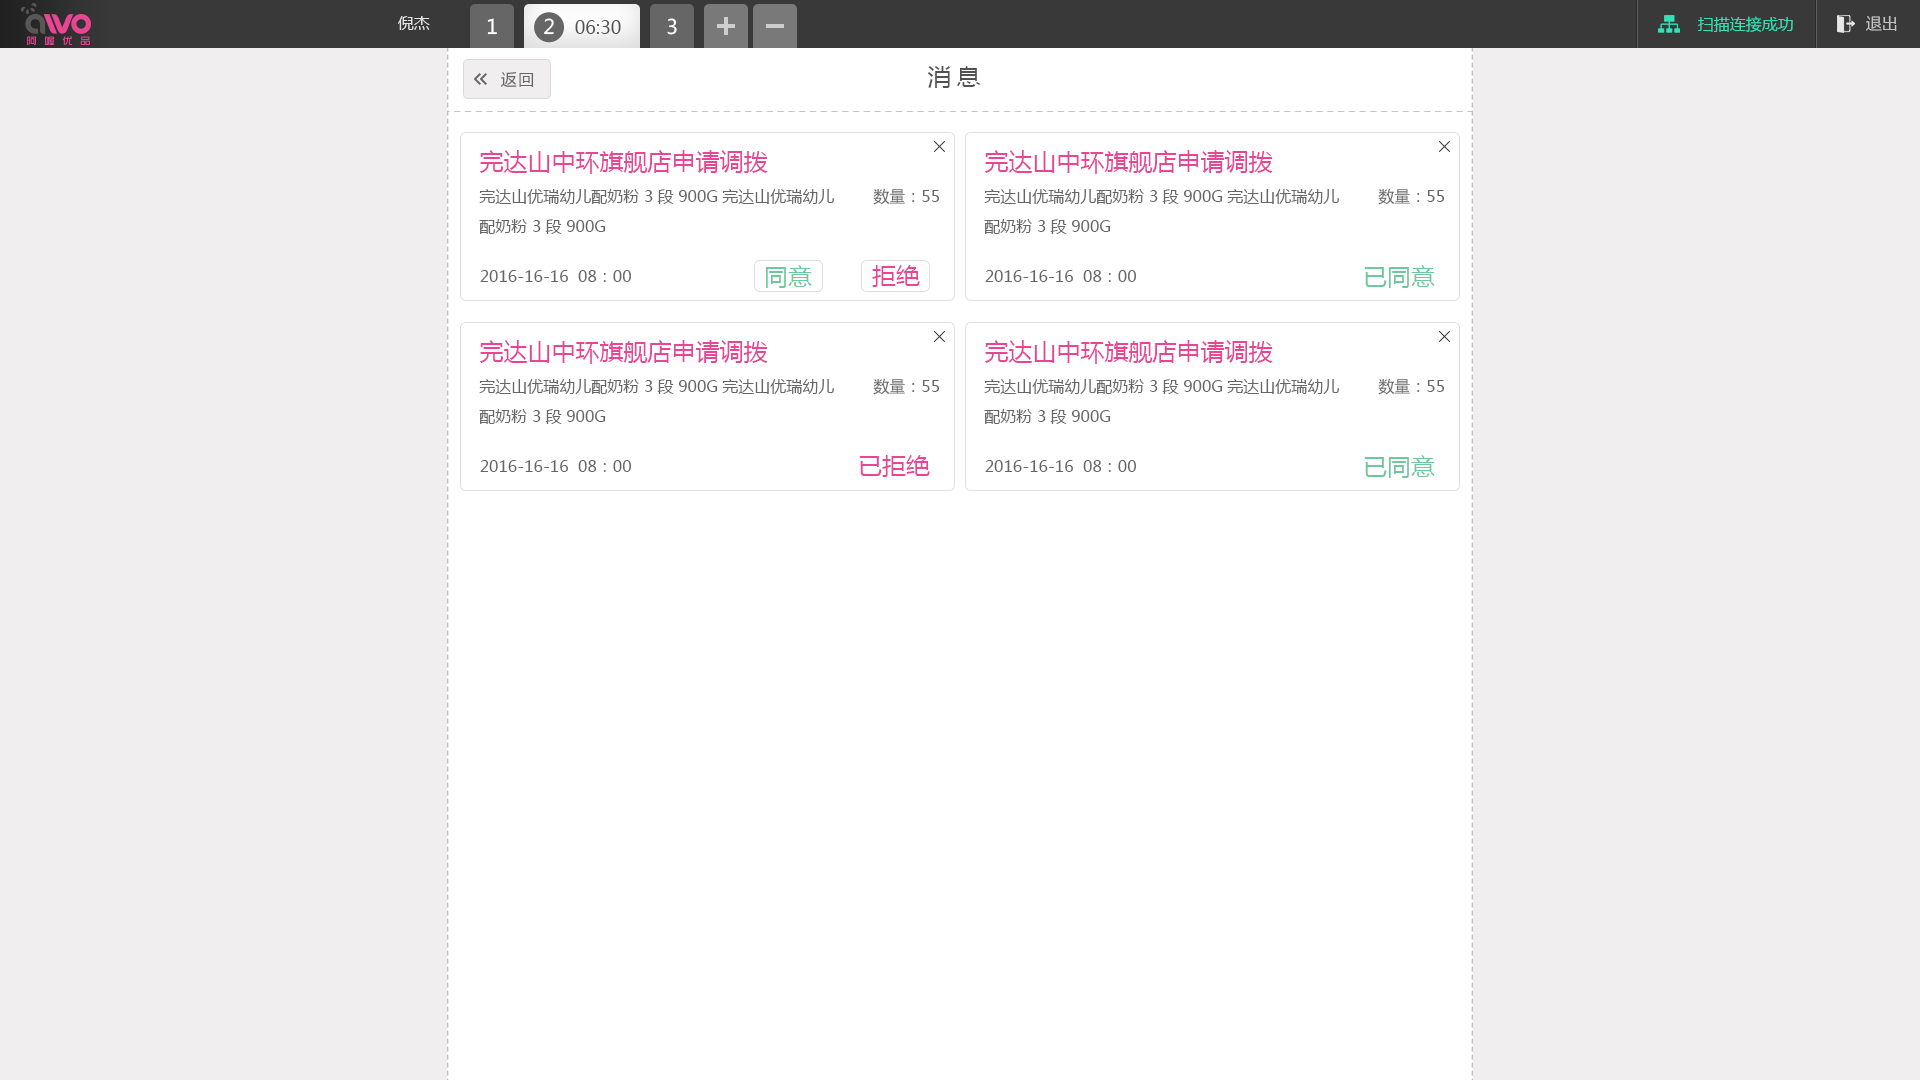 awo
阿喔优品
倪杰
1
2 06:30
3
扫描连接成功
退出
返回
消息
完达山中环旗舰店申请调拨
完达山优瑞幼儿配奶粉 3 段 900G 完达山优瑞幼儿
配奶粉 3 段 900G
数量：55
2016-16-16 08：00
同意
拒绝
完达山中环旗舰店申请调拨
完达山优瑞幼儿配奶粉 3 段 900G 完达山优瑞幼儿
配奶粉 3 段 900G
数量：55
2016-16-16 08：00
已同意
完达山中环旗舰店申请调拨
完达山优瑞幼儿配奶粉 3 段 900G 完达山优瑞幼儿
配奶粉 3 段 900G
数量：55
2016-16-16 08：00
已拒绝
完达山中环旗舰店申请调拨
完达山优瑞幼儿配奶粉 3 段 900G 完达山优瑞幼儿
配奶粉 3 段 900G
数量：55
2016-16-16 08：00
已同意